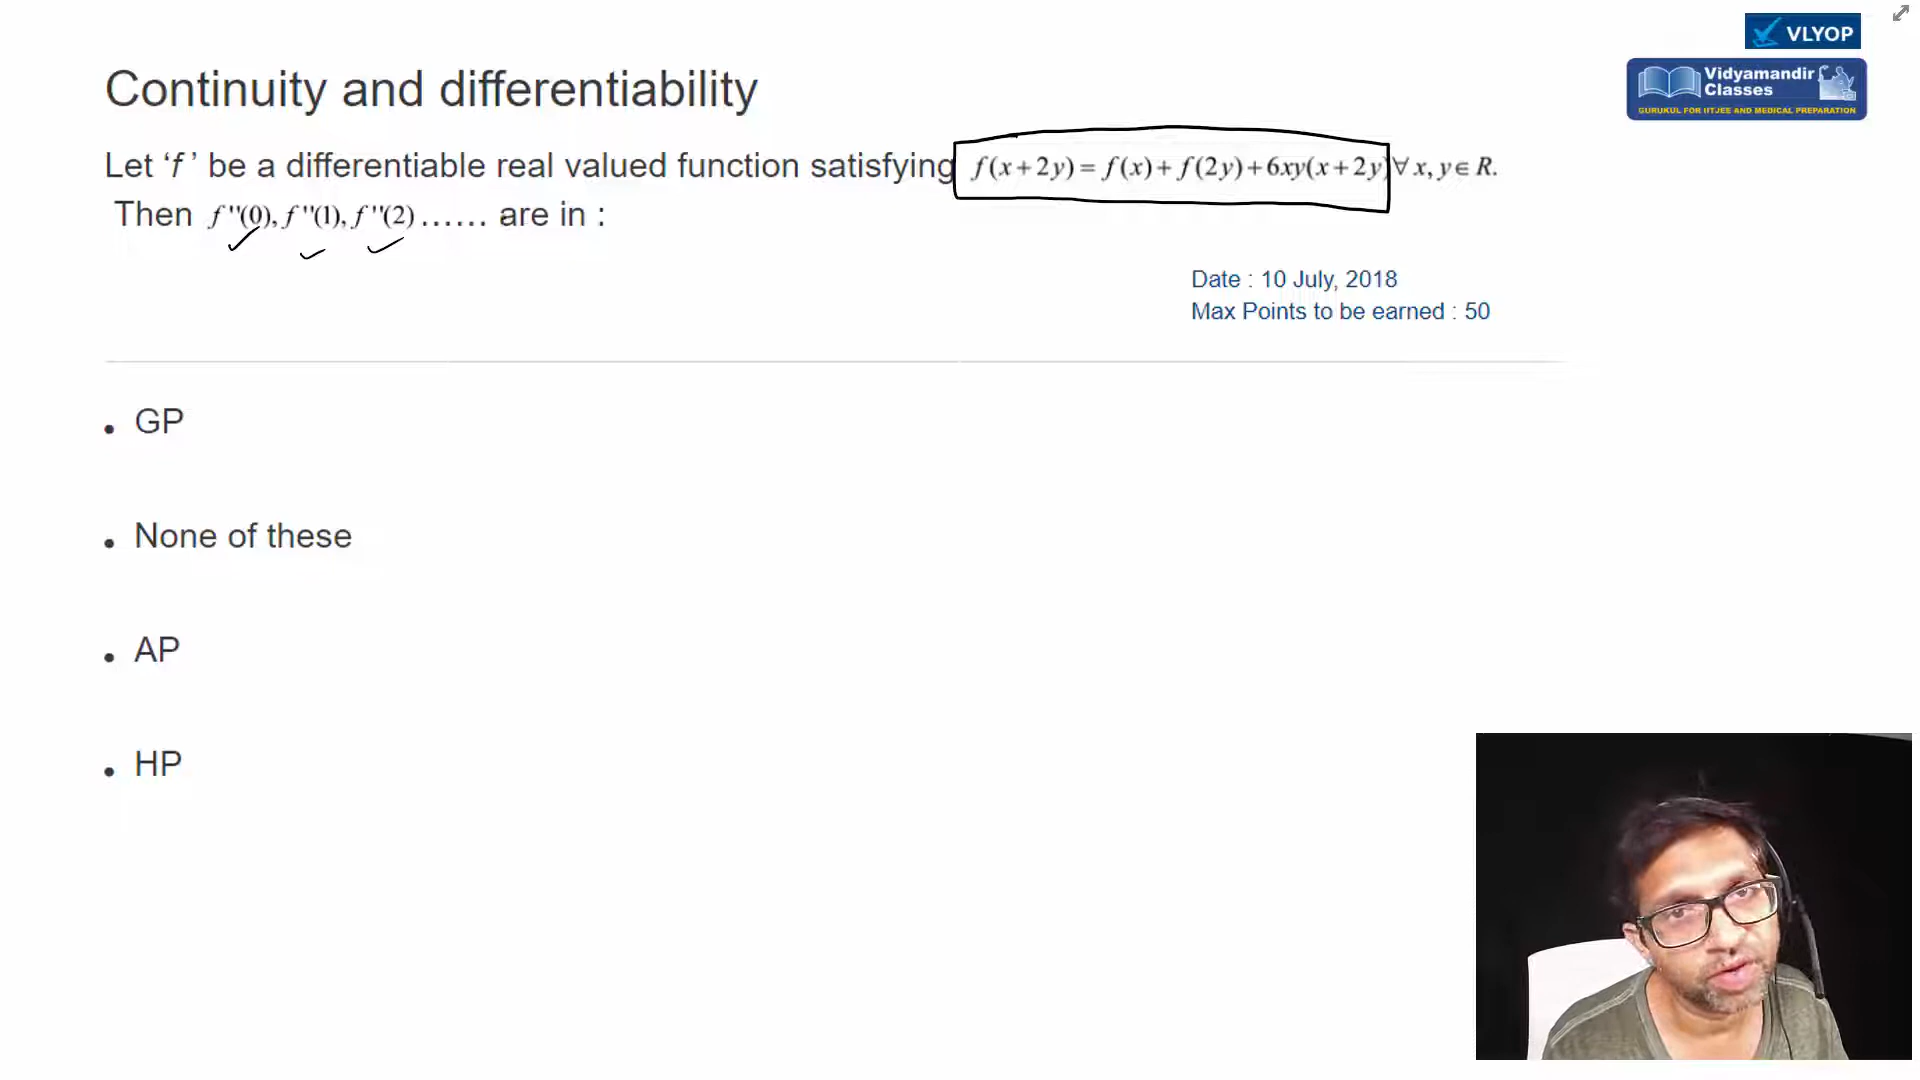 VLYOP
Vidyamandir
Classes
GURUKUL FOR IITJEE AND MEDICAL PREPARATION
Continuity and differentiability
Let ‘f ’ be a differentiable real valued function satisfying f(x+2y)= f(x)+ f(2y)+6xy(x+2y)∀ x, y∈ R.
Then f "(0), f "(1), f "(2) ...... are in :
Date : 10 July, 2018
Max Points to be earned : 50
• GP
• None of these
• AP
• HP